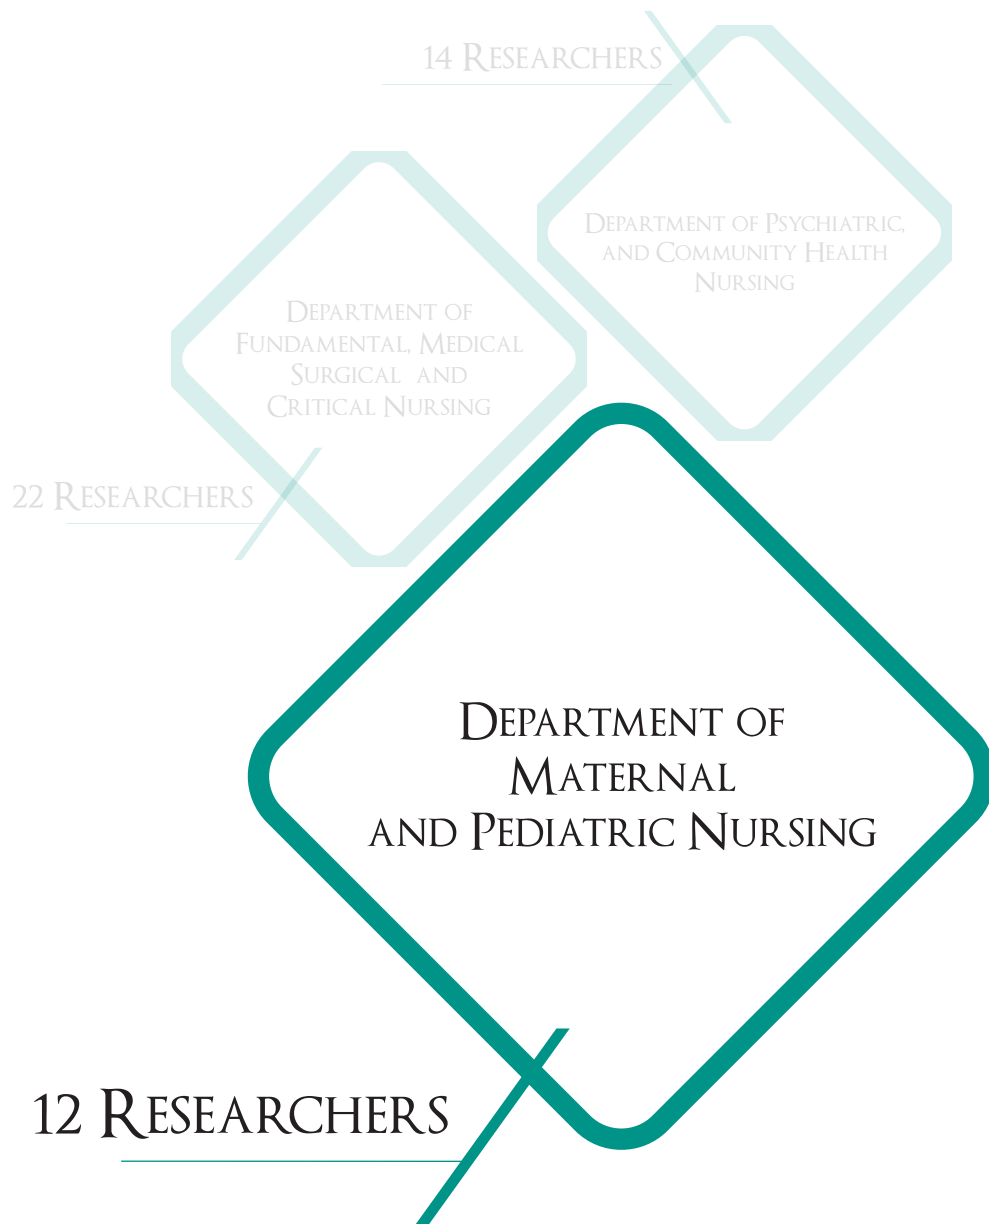 14 Researchers
Department of Psychiatric,
and Community Health
Nursing
Department of
Fundamental, Medical
Surgical and
Critical Nursing
22 Researchers
Department of
Maternal
and Pediatric Nursing
12 Researchers